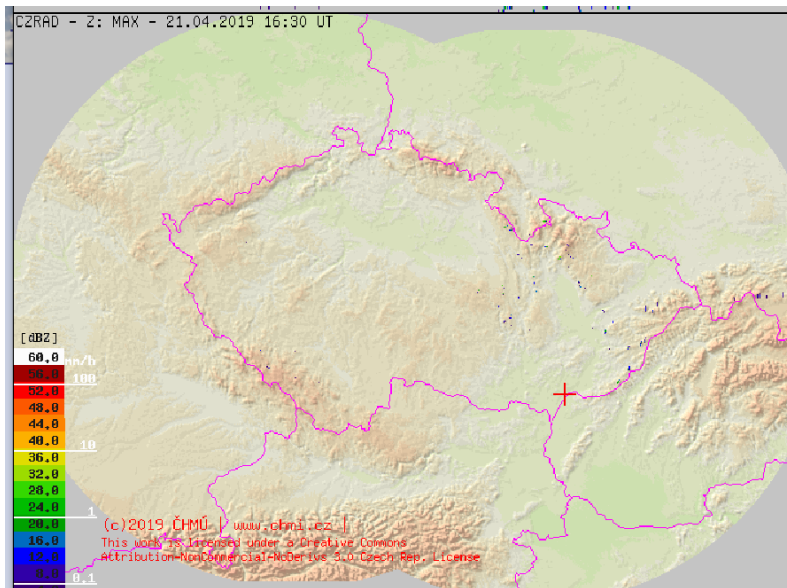 CZRAD - Z: MAX - 21.04.2019 16:30 UT
[dBZ]
60.0 mm/h
56.0 100
52.0
48.0
44.0
40.0 10
36.0
32.0
28.0
24.0 1
20.0
16.0
12.0
8.0 0.1
(c)2019 ČHMÚ | www.chmi.cz |
This work is licensed under a Creative Commons
Attribution-NonCommercial-NoDerivs 3.0 Czech Rep. License